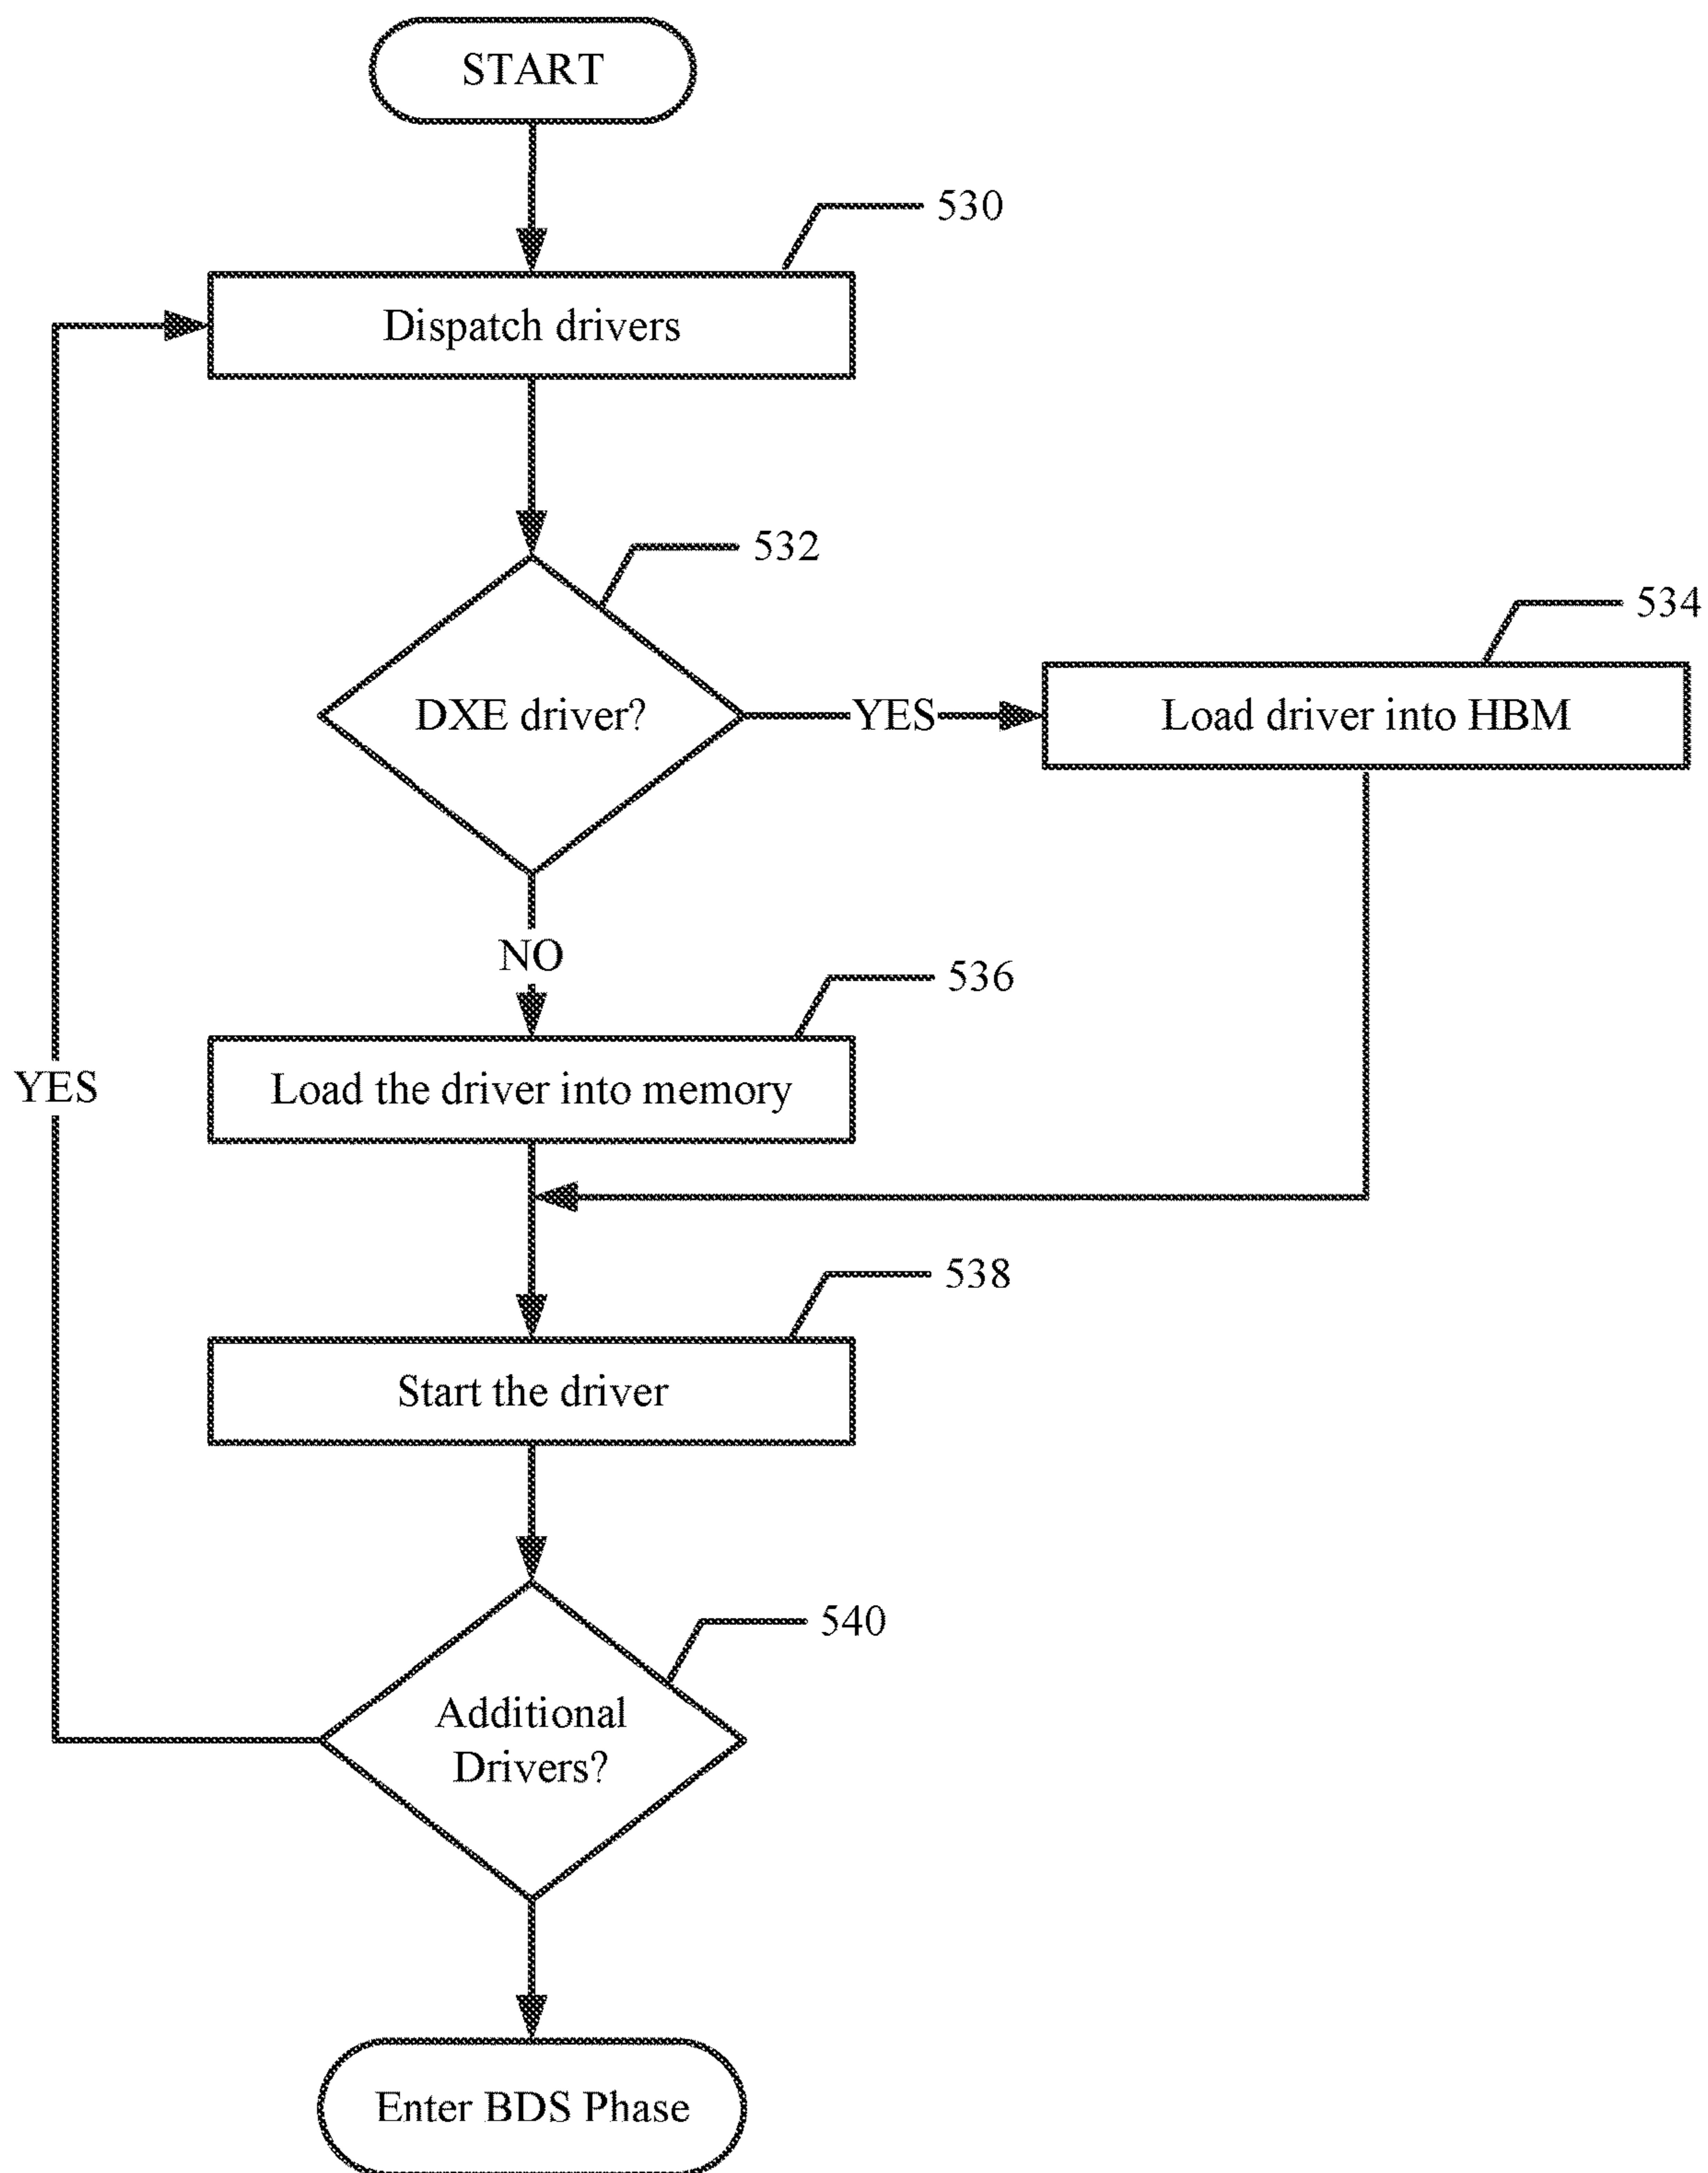 START
530
Dispatch drivers
532
534
DXE driver?
YES
Load driver into HBM
NO
536
YES
Load the driver into memory
538
Start the driver
540
Additional
Drivers?
Enter BDS Phase